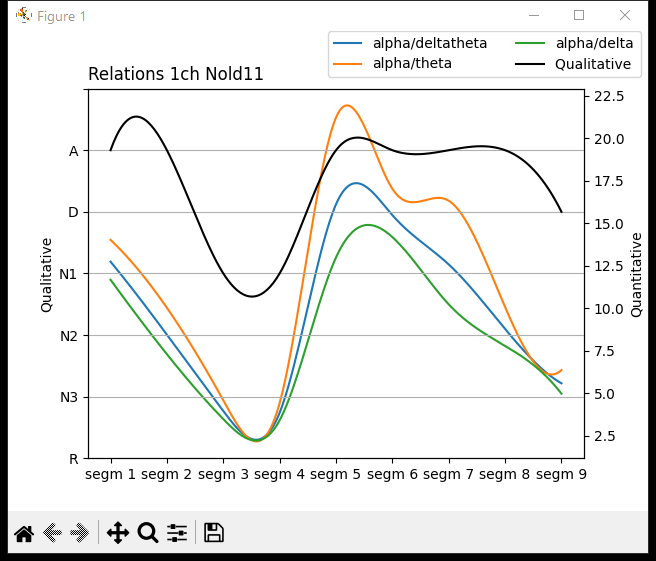 Figure 1
alpha/deltatheta
alpha/delta
alpha/theta
Qualitative
Relations 1ch Nold11
A
D
N1
N2
N3
R
Qualitative
22.5
20.0
17.5
15.0
12.5
10.0
7.5
5.0
2.5
Quantitative
segm 1 segm 2 segm 3 segm 4 segm 5 segm 6 segm 7 segm 8 segm 9